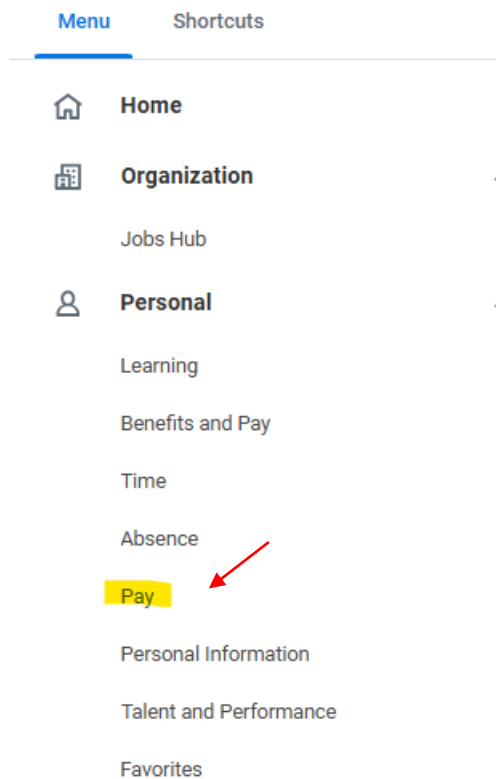 Menu Shortcuts
Home
Organization
Jobs Hub
Personal
Learning
Benefits and Pay
Time
Absence
Pay
Personal Information
Talent and Performance
Favorites